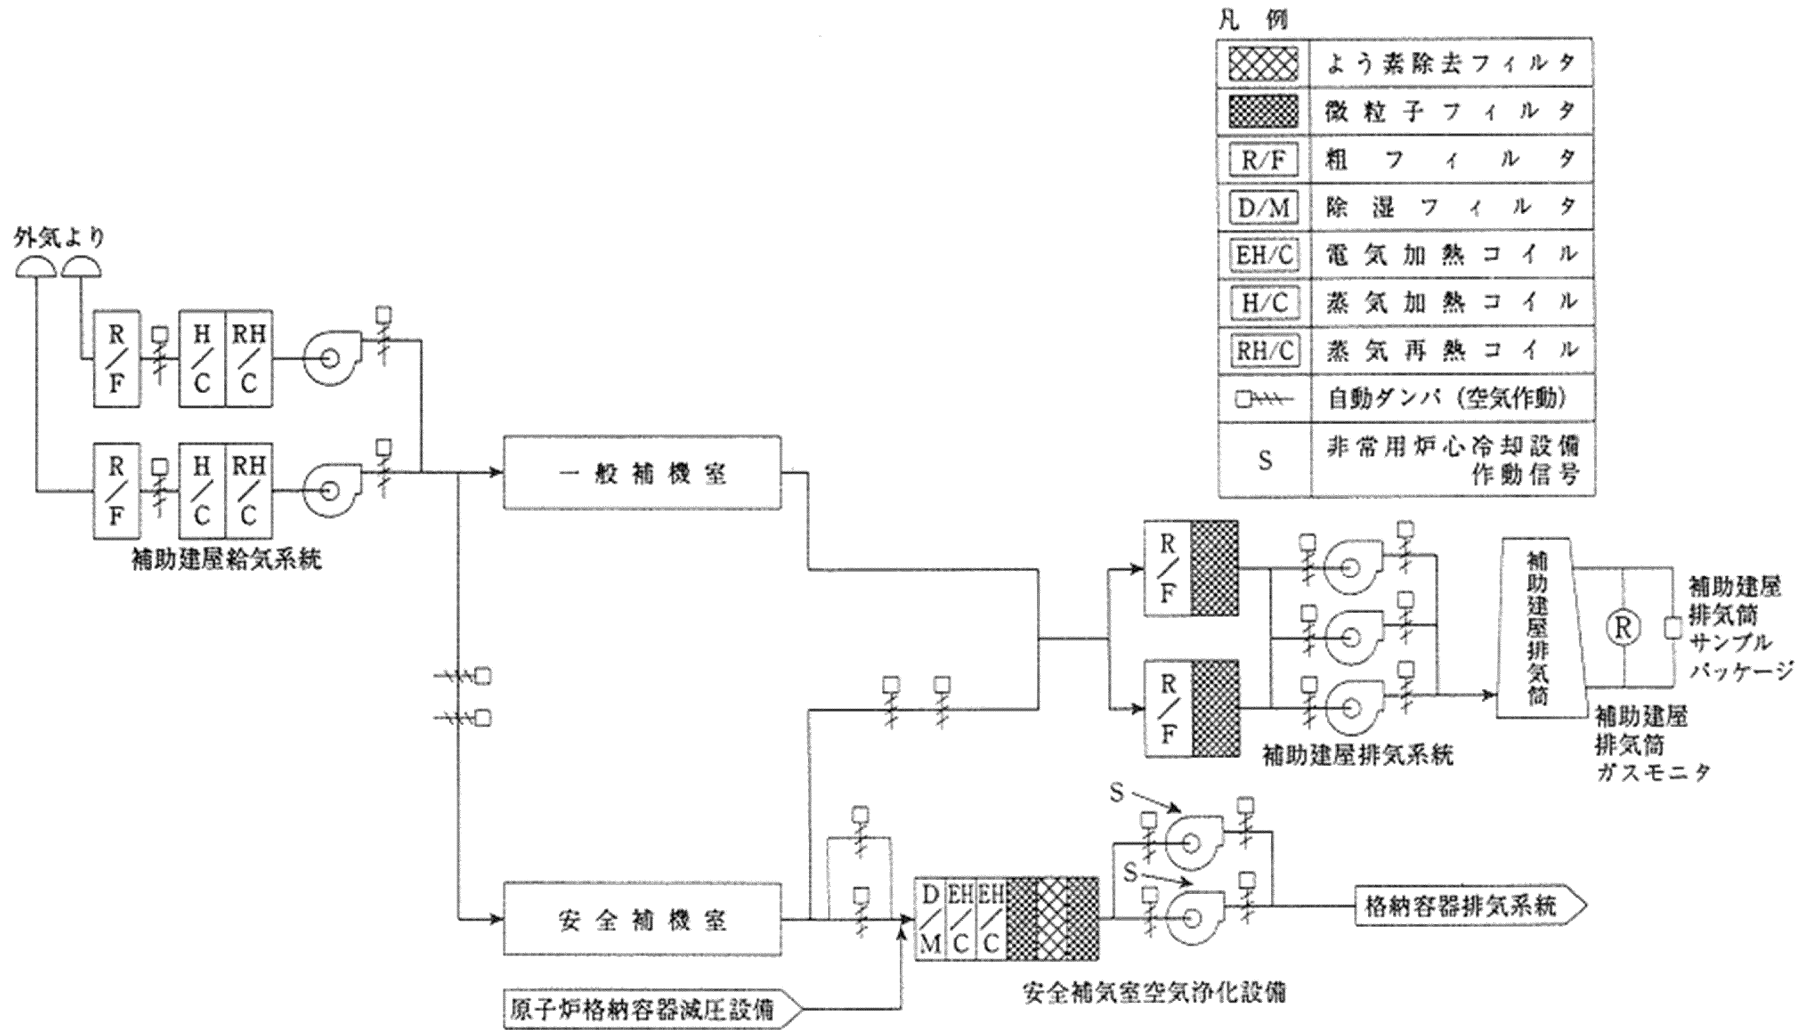 凡例
よう素除去フィルタ
微粒子フィルタ
R/F 粗フィルタ
D/M 除湿フィルタ
EH/C 電気加熱コイル
H/C 蒸気加熱コイル
RH/C 蒸気再熱コイル
自動ダンパ(空気作動)
S 非常用炉心冷却設備
作動信号
外気より
R/F
H/C
RH/C
R/F
H/C
RH/C
補助建屋給気系統
一般補機室
R/F
R/F
補助建屋排気系統
補助建屋排気筒
R
補助建屋
排気筒
サンプル
パッケージ
補助建屋
排気筒
ガスモニタ
安全補機室
D/M
EH/C
EH/C
S
S
格納容器排気系統
原子炉格納容器減圧設備
安全補気室空気浄化設備